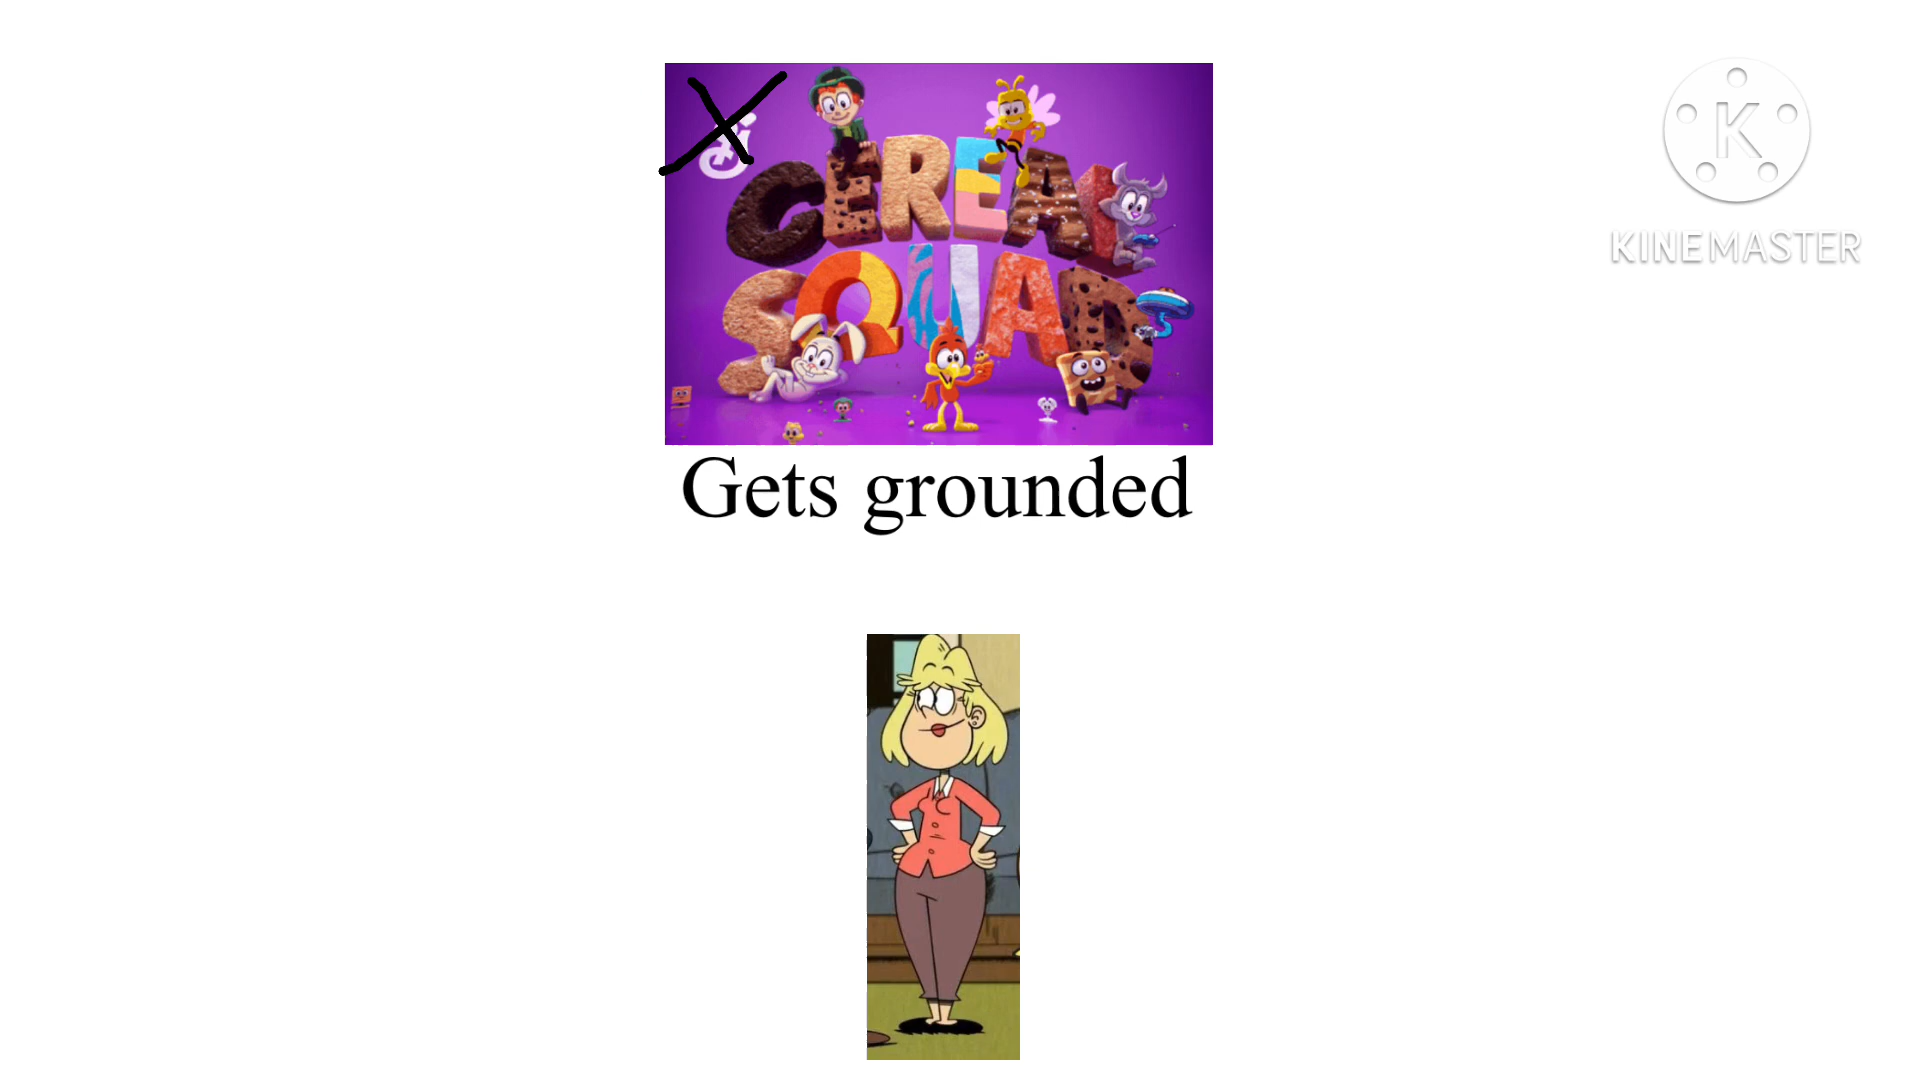 CEREAL
SQUAD
Gets grounded
K
KINEMASTER